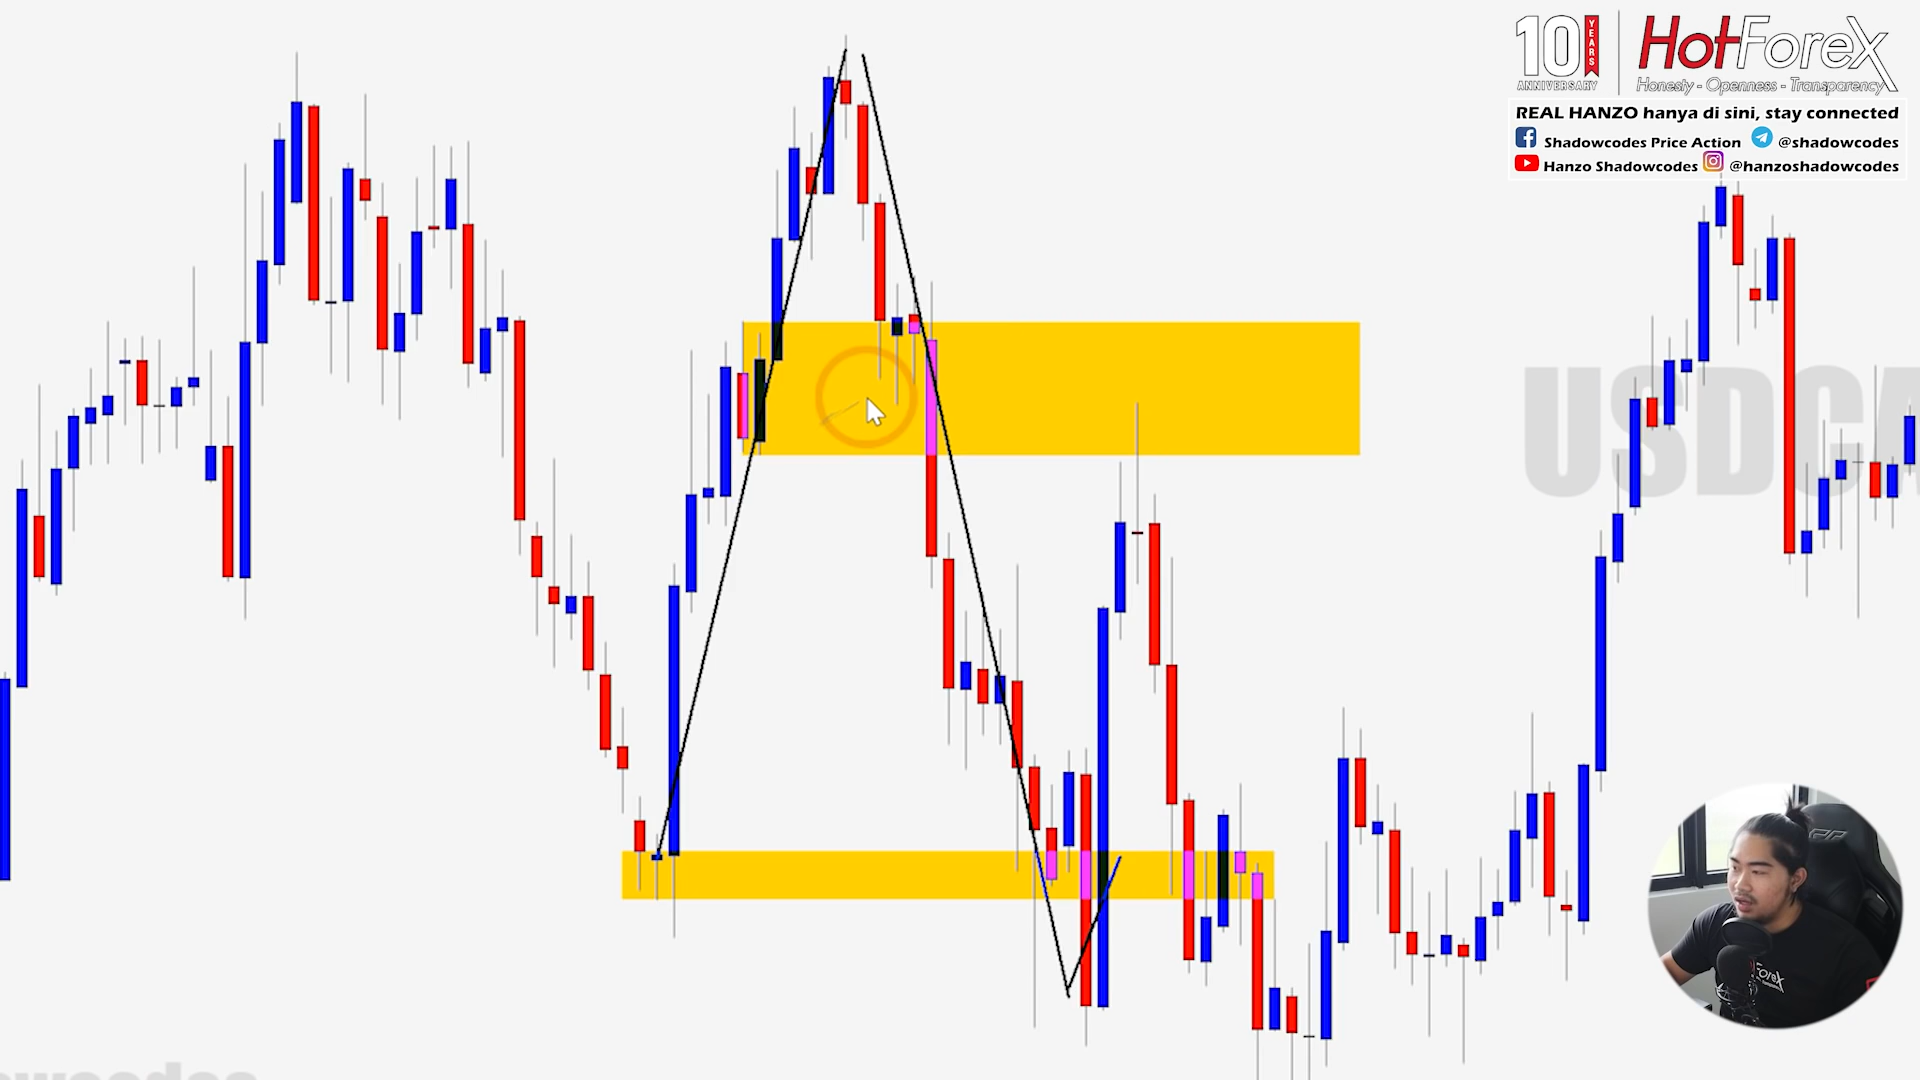 10 YEARS ANNIVERSARY
HotForex
Honesty - Openness - Transparency
REAL HANZO hanya di sini, stay connected
Shadowcodes Price Action @shadowcodes
Hanzo Shadowcodes @hanzoshadowcodes
USDCA